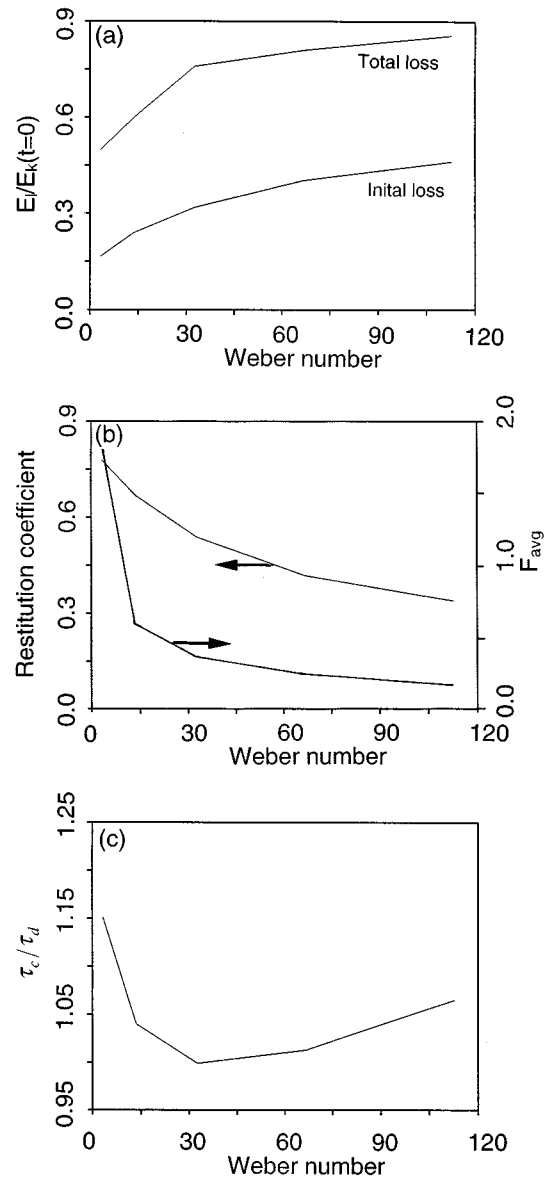 (a)
0.9
0.6
0.3
0.0
E_l/E_k(t=0)
Total loss
Inital loss
0 30 60 90 120
Weber number
(b)
0.9
0.6
0.3
0.0
Restitution coefficient
2.0
1.0
0.0
F_avg
0 30 60 90 120
Weber number
(c)
1.25
1.15
1.05
0.95
τ_c/τ_d
0 30 60 90 120
Weber number